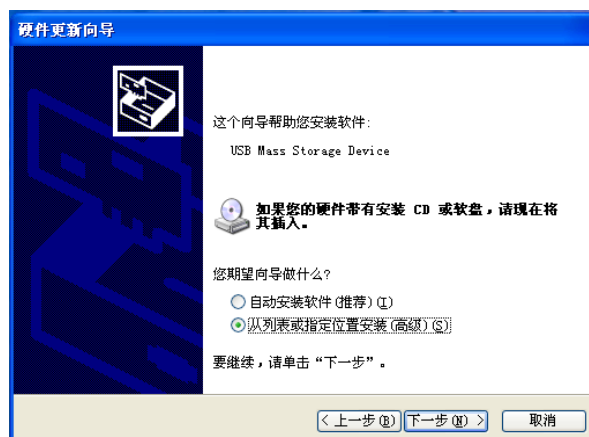 硬件更新向导
这个向导帮助您安装软件:
USB Mass Storage Device
如果您的硬件带有安装 CD 或软盘，请现在将
其插入。
您期望向导做什么?
自动安装软件(推荐)(I)
从列表或指定位置安装(高级)(S)
要继续，请单击“下一步”。
< 上一步(B) 下一步(N) > 取消